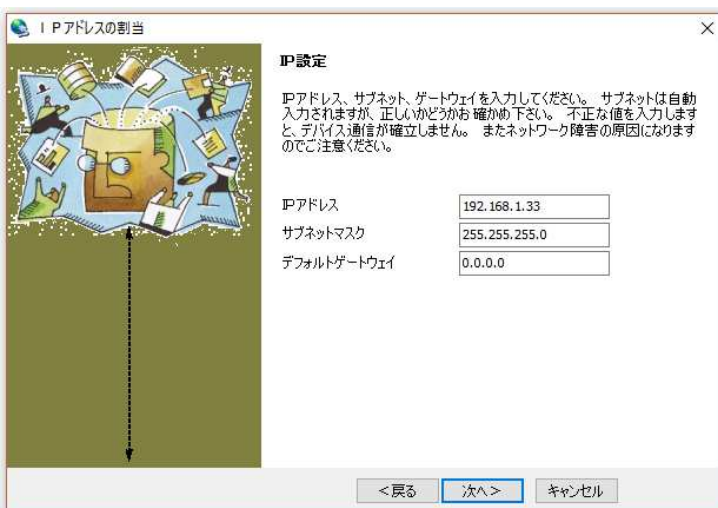 ＩＰアドレスの割当
IP設定
IPアドレス、サブネット、ゲートウェイを入力してください。 サブネットは自動
入力されますが、正しいかどうかお確かめ下さい。 不正な値を入力します
と、デバイス通信が確立しません。 またネットワーク障害の原因になります
のでご注意ください。
IPアドレス 192.168.1.33
サブネットマスク 255.255.255.0
デフォルトゲートウェイ 0.0.0.0
<戻る 次へ> キャンセル